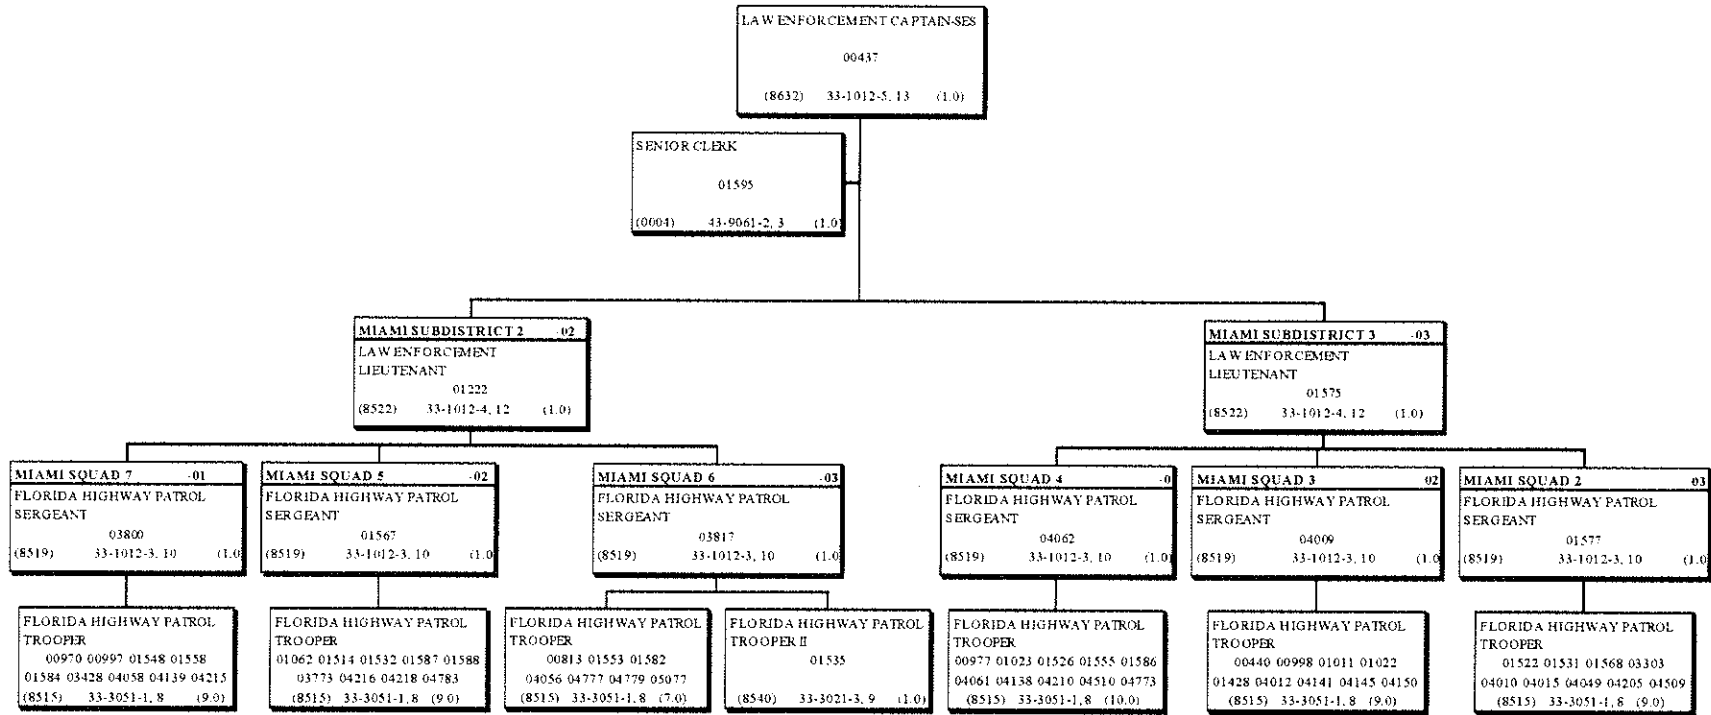 LAW ENFORCEMENT CAPTAIN-SES
00437
(8632) 33-1012-5, 13 (1.0)
SENIOR CLERK
01595
(0004) 43-9061-2, 3 (1.0)
MIAMI SUBDISTRICT 2 -02
LAW ENFORCEMENT
LIEUTENANT
01222
(8522) 33-1012-4, 12 (1.0)
MIAMI SUBDISTRICT 3 -03
LAW ENFORCEMENT
LIEUTENANT
01575
(8522) 33-1012-4, 12 (1.0)
MIAMI SQUAD 7 -01
FLORIDA HIGHWAY PATROL
SERGEANT
03800
(8519) 33-1012-3, 10 (1.0
MIAMI SQUAD 5 -02
FLORIDA HIGHWAY PATROL
SERGEANT
01567
(8519) 33-1012-3, 10 (1.0
MIAMI SQUAD 6 -03
FLORIDA HIGHWAY PATROL
SERGEANT
03817
(8519) 33-1012-3, 10 (1.0
MIAMI SQUAD 4 -0
FLORIDA HIGHWAY PATROL
SERGEANT
04062
(8519) 33-1012-3, 10 (1.0
MIAMI SQUAD 3 02
FLORIDA HIGHWAY PATROL
SERGEANT
04009
(8519) 33-1012-3, 10 (1.0
MIAMI SQUAD 2 03
FLORIDA HIGHWAY PATROL
SERGEANT
01577
(8519) 33-1012-3, 10 (1.0
FLORIDA HIGHWAY PATROL
TROOPER
00970 00997 01548 01558
01584 03428 04058 04139 04215
(8515) 33-3051-1, 8 (9.0)
FLORIDA HIGHWAY PATROL
TROOPER
01062 01514 01532 01587 01588
03773 04216 04218 04783
(8515) 33-3051-1, 8 (9.0)
FLORIDA HIGHWAY PATROL
TROOPER
00813 01553 01582
04056 04777 04779 05077
(8515) 33-3051-1, 8 (7.0)
FLORIDA HIGHWAY PATROL
TROOPER II
01535
(8540) 33-3021-3, 9 (1.0)
FLORIDA HIGHWAY PATROL
TROOPER
00977 01023 01526 01555 01586
04061 04138 04210 04510 04773
(8515) 33-3051-1, 8 (10.0)
FLORIDA HIGHWAY PATROL
TROOPER
00440 00998 01011 01022
01428 04012 04141 04145 04150
(8515) 33-3051-1, 8 (9.0)
FLORIDA HIGHWAY PATROL
TROOPER
01522 01531 01568 03303
04010 04015 04049 04205 04509
(8515) 33-3051-1, 8 (9.0)